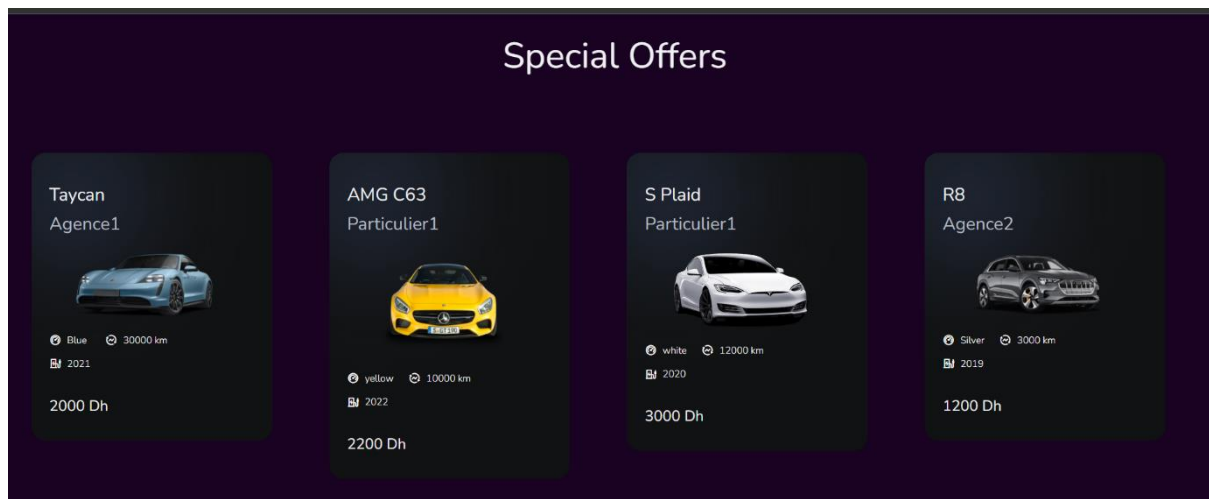 Special Offers
Taycan
Agence1
Blue 30000 km
2021
2000 Dh
AMG C63
Particulier1
yellow 10000 km
2022
2200 Dh
S Plaid
Particulier1
white 12000 km
2020
3000 Dh
R8
Agence2
Silver 3000 km
2019
1200 Dh